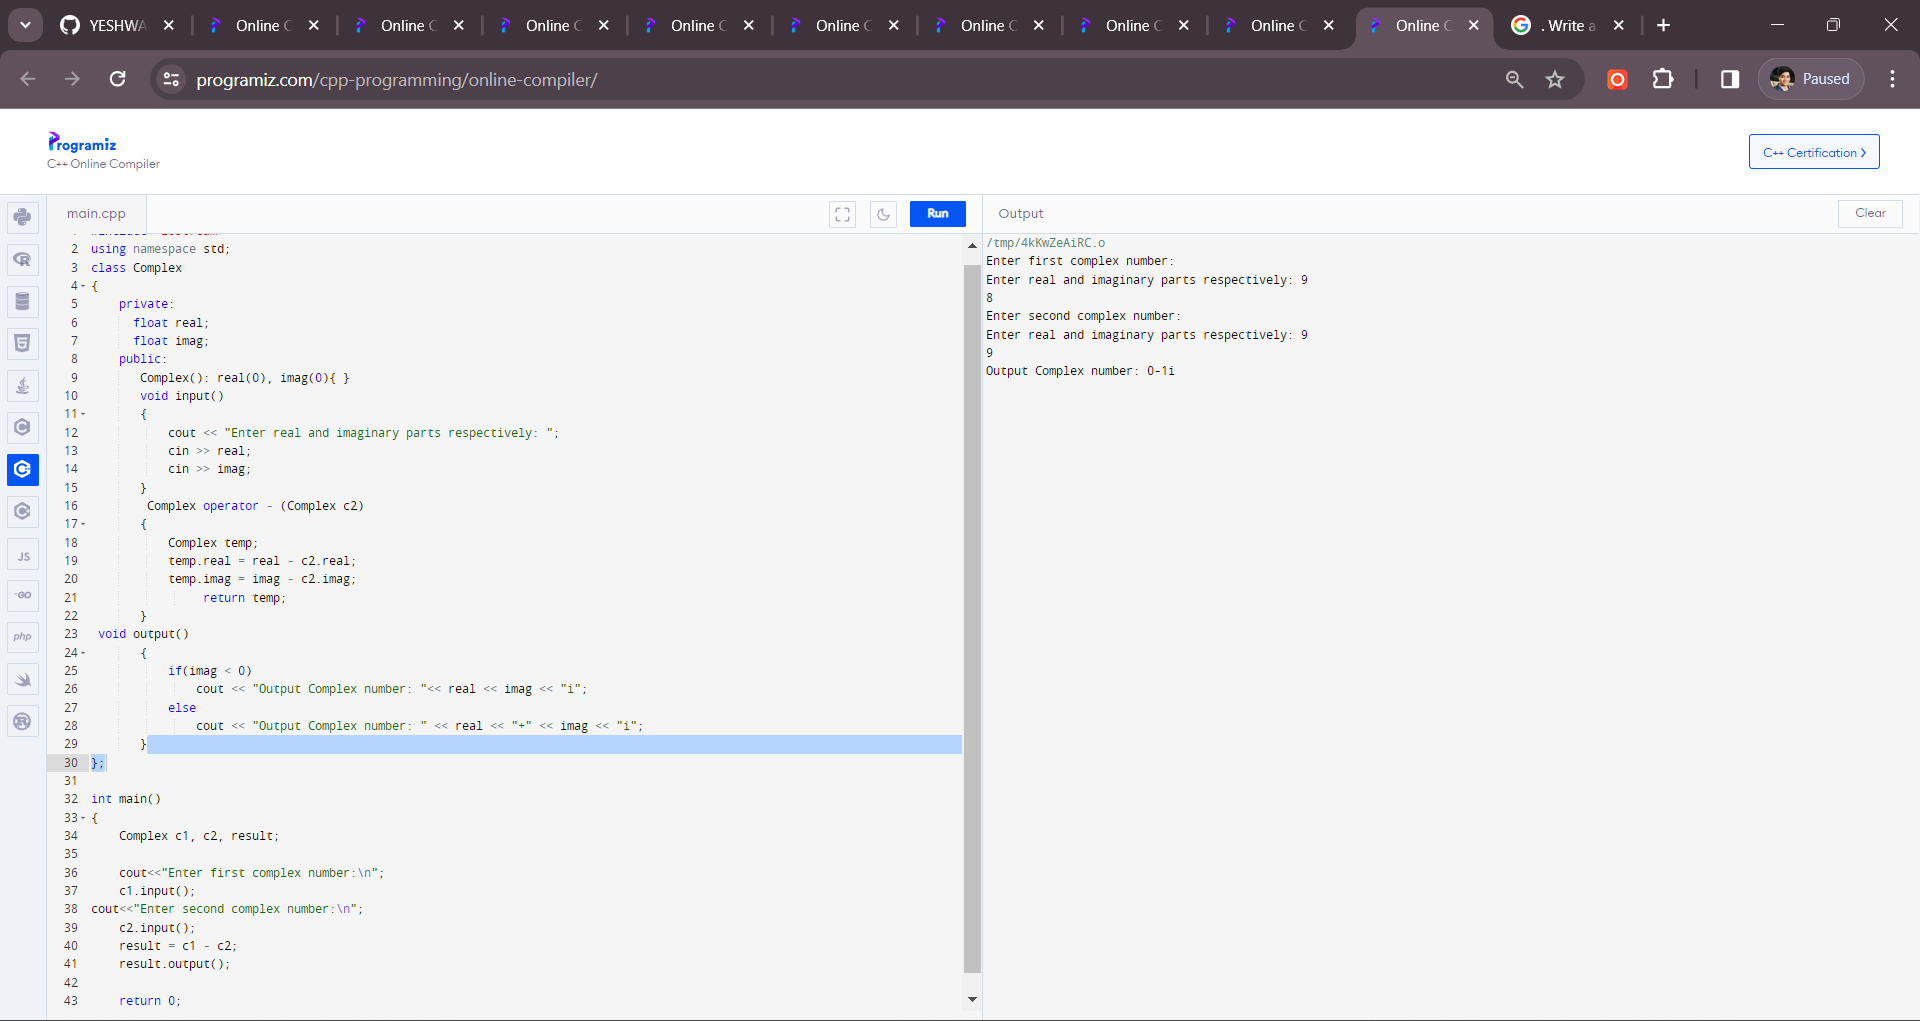 YESHWA
Online C
Online C
Online C
Online C
Online C
Online C
Online C
Online C
Online C
. Write a
programiz.com/cpp-programming/online-compiler/
Paused
Programiz
C++ Online Compiler
C++ Certification >
main.cpp
Run
Output
Clear
2 using namespace std;
3 class Complex
4 {
5 private:
6 float real;
7 float imag;
8 public:
9 Complex(): real(0), imag(0){ }
10 void input()
11 {
12 cout << "Enter real and imaginary parts respectively: ";
13 cin >> real;
14 cin >> imag;
15 }
16 Complex operator - (Complex c2)
17 {
18 Complex temp;
19 temp.real = real - c2.real;
20 temp.imag = imag - c2.imag;
21 return temp;
22 }
23 void output()
24 {
25 if(imag < 0)
26 cout << "Output Complex number: "<< real << imag << "i";
27 else
28 cout << "Output Complex number: " << real << "+" << imag << "i";
29 }
30 };
31
32 int main()
33 {
34 Complex c1, c2, result;
35
36 cout<<"Enter first complex number:\n";
37 c1.input();
38 cout<<"Enter second complex number:\n";
39 c2.input();
40 result = c1 - c2;
41 result.output();
42
43 return 0;
/tmp/4kKwZeAiRC.o
Enter first complex number:
Enter real and imaginary parts respectively: 9
8
Enter second complex number:
Enter real and imaginary parts respectively: 9
9
Output Complex number: 0-1i
JS
GO
php